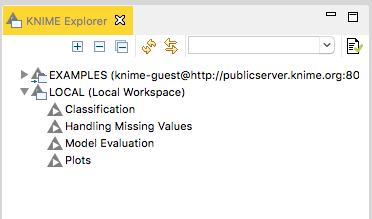 KNIME Explorer
EXAMPLES (knime-guest@http://publicserver.knime.org:80
LOCAL (Local Workspace)
Classification
Handling Missing Values
Model Evaluation
Plots